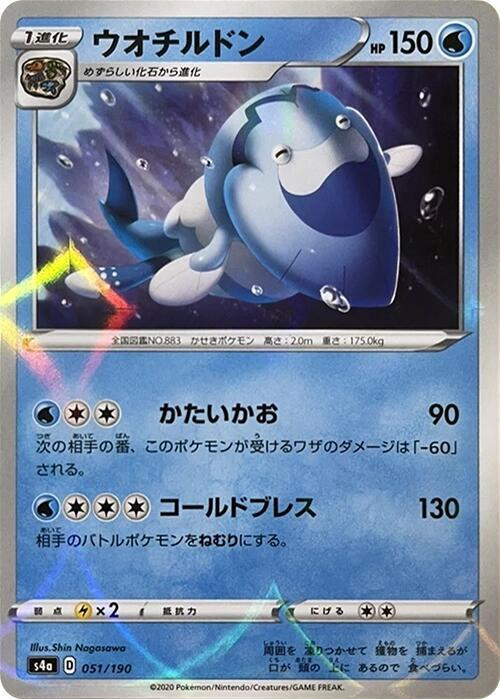 1進化
ウオチルドン
HP 150
めずらしい化石から進化
全国図鑑NO.883 かせきポケモン 高さ:2.0m 重さ:175.0kg
かたいかお 90
次の相手の番、このポケモンが受けるワザのダメージは「-60」
される。
コールドブレス 130
相手のバトルポケモンをねむりにする。
弱点 ×2 抵抗力 にげる
Illus.Shin Nagasawa
s4a D 051/190
周囲を 凍りつかせて 獲物を 捕まえるが
口が 頭の 上に あるので 食べづらい。
©2020 Pokémon/Nintendo/Creatures/GAME FREAK.